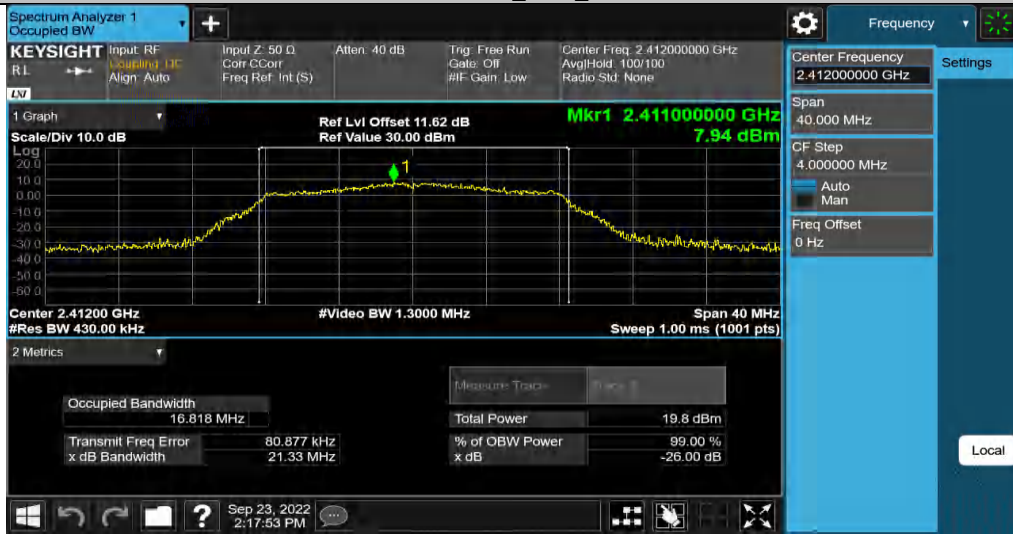 Spectrum Analyzer 1
Occupied BW
+
Frequency
KEYSIGHT
RL
LXI
Input: RF
Coupling: DC
Align: Auto
Input Z: 50 Ω
Corr CCorr
Freq Ref: Int (S)
Atten: 40 dB
Trig: Free Run
Gate: Off
#IF Gain: Low
Center Freq: 2.412000000 GHz
Avg|Hold: 100/100
Radio Std: None
1 Graph
Scale/Div 10.0 dB
Ref Lvl Offset 11.62 dB
Ref Value 30.00 dBm
Mkr1 2.411000000 GHz
7.94 dBm
Log
20.0
10.0
0.00
-10.0
-20.0
-30.0
-40.0
-50.0
-60.0
1
Center 2.41200 GHz
#Video BW 1.3000 MHz
Span 40 MHz
#Res BW 430.00 kHz
Sweep 1.00 ms (1001 pts)
2 Metrics
Measure Trace
Trace 1
Occupied Bandwidth
16.818 MHz
Total Power
19.8 dBm
Transmit Freq Error
80.877 kHz
% of OBW Power
99.00 %
x dB Bandwidth
21.33 MHz
x dB
-26.00 dB
Center Frequency
2.412000000 GHz
Settings
Span
40.000 MHz
CF Step
4.000000 MHz
Auto
Man
Freq Offset
0 Hz
Local
?
Sep 23, 2022
2:17:53 PM